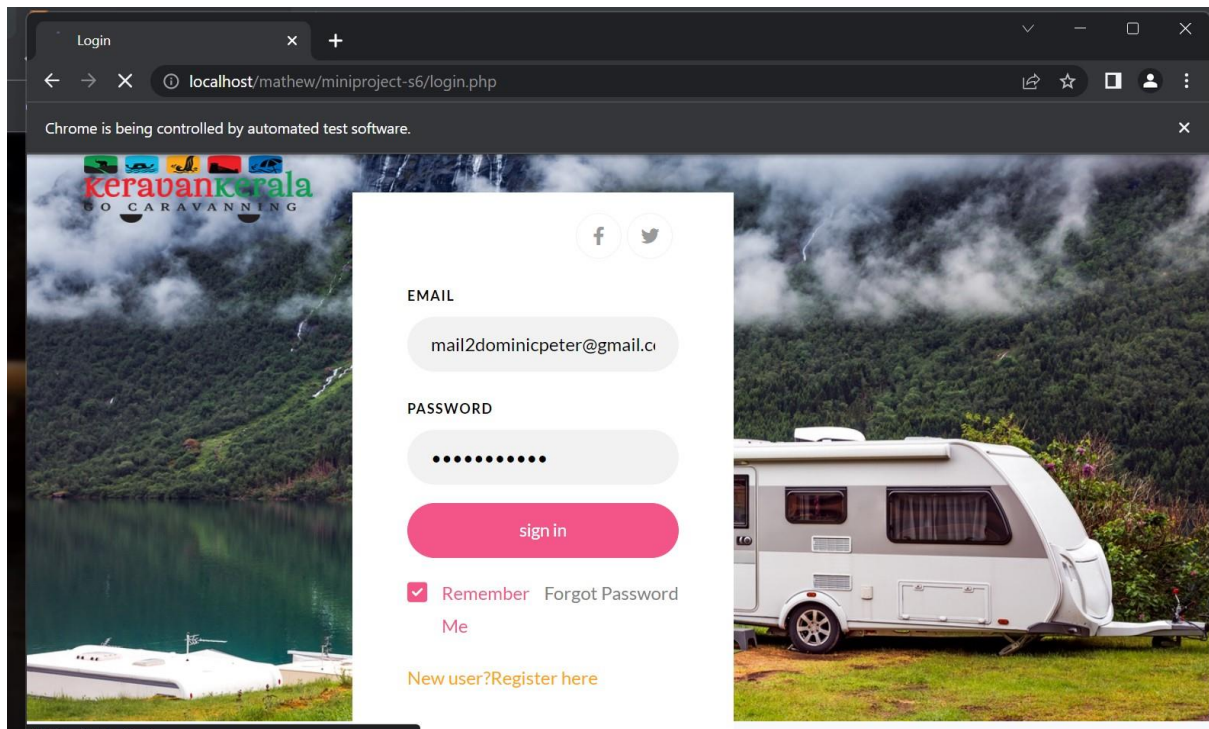 Login
localhost/mathew/miniproject-s6/login.php
Chrome is being controlled by automated test software.
keravankerala
GO CARAVANNING
EMAIL
mail2dominicpeter@gmail.c
PASSWORD
•••••••••••
sign in
Remember Forgot Password
Me
New user?Register here